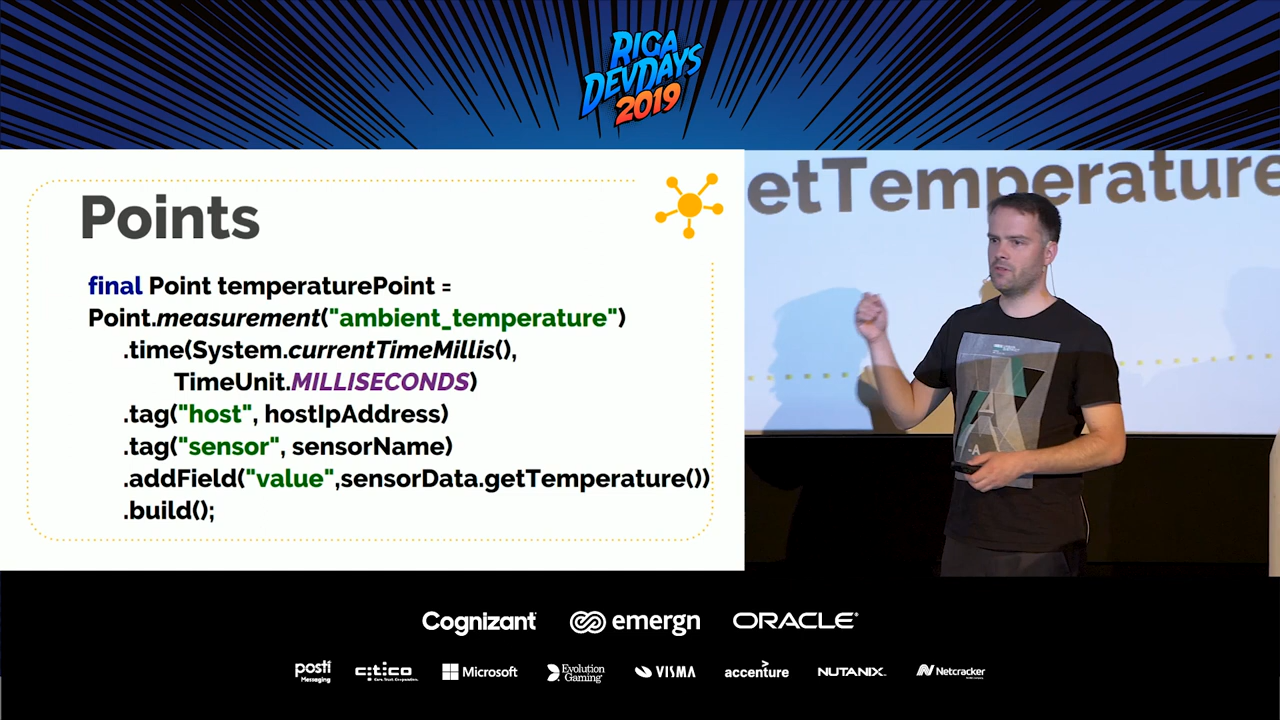 RIGA
DEVDAYS
2019
Points
final Point temperaturePoint =
Point.measurement("ambient_temperature")
.time(System.currentTimeMillis(),
TimeUnit.MILLISECONDS)
.tag("host", hostIpAddress)
.tag("sensor", sensorName)
.addField("value",sensorData.getTemperature())
.build();
etTemperature
-A
Cognizant
emergn
ORACLE
posti
Messaging
citico
Microsoft
Evolution
Gaming
VISMA
accenture
NUTANIX
Netcracker